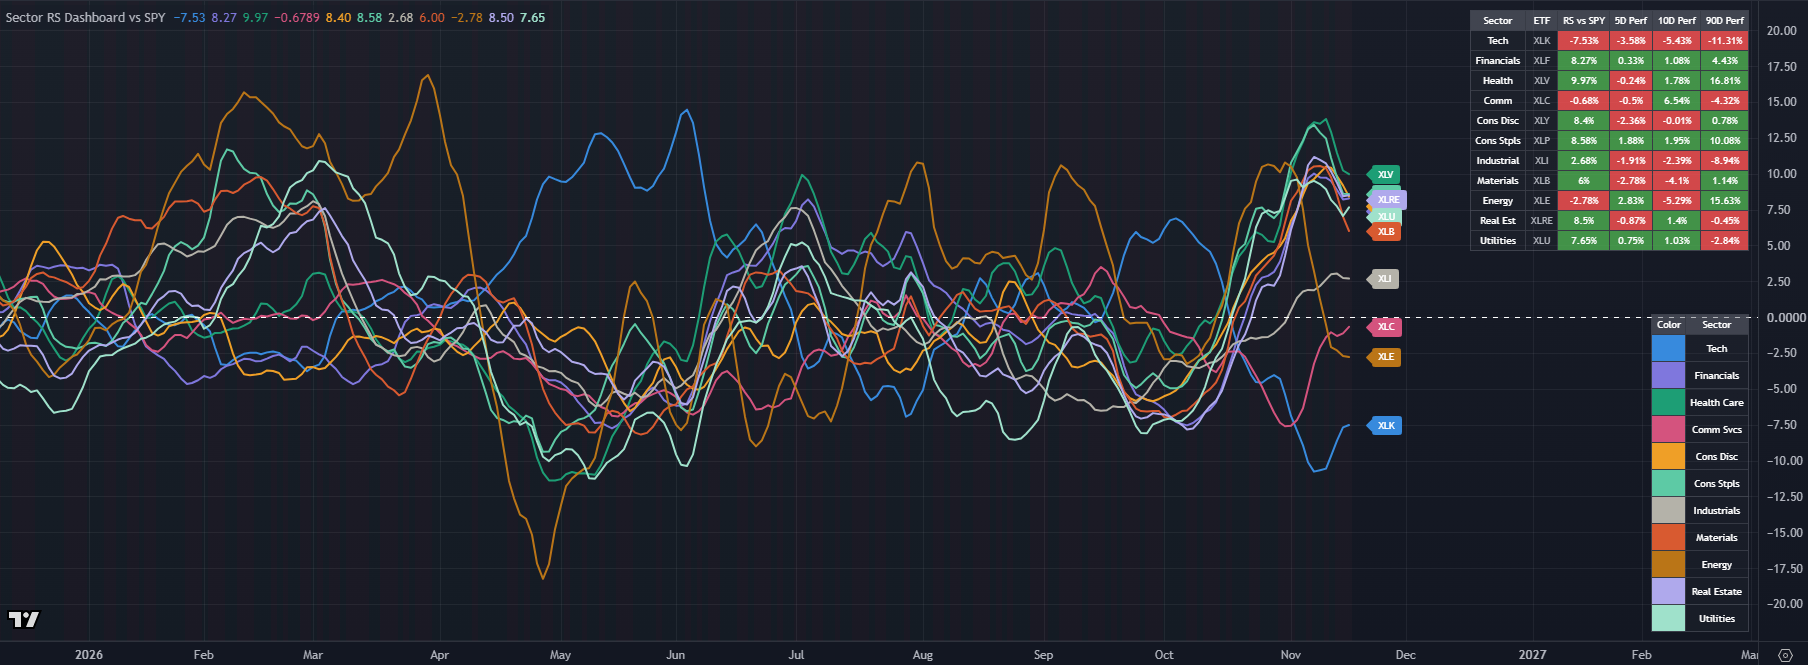 Sector RS Dashboard vs SPY −7.53 8.27 9.97 −0.6789 8.40 8.58 2.68 6.00 −2.78 8.50 7.65
Sector ETF RS vs SPY 5D Perf 10D Perf 90D Perf
Tech XLK -7.53% -3.58% -5.43% -11.31%
Financials XLF 8.27% 0.33% 1.08% 4.43%
Health XLV 9.97% -0.24% 1.78% 16.81%
Comm XLC -0.68% -0.5% 6.54% -4.32%
Cons Disc XLY 8.4% -2.36% -0.01% 0.78%
Cons Stpls XLP 8.58% 1.88% 1.95% 10.08%
Industrial XLI 2.68% -1.91% -2.39% -8.94%
Materials XLB 6% -2.78% -4.1% 1.14%
Energy XLE -2.78% 2.83% -5.29% 15.63%
Real Est XLRE 8.5% -0.87% 1.4% -0.45%
Utilities XLU 7.65% 0.75% 1.03% -2.84%
20.00
17.50
15.00
12.50
10.00
7.50
5.00
2.50
0.0000
−2.50
−5.00
−7.50
−10.00
−12.50
−15.00
−17.50
−20.00
XLV
XLRE
XLU
XLB
XLI
XLC
XLE
XLK
Color Sector
Tech
Financials
Health Care
Comm Svcs
Cons Disc
Cons Stpls
Industrials
Materials
Energy
Real Estate
Utilities
2026 Feb Mar Apr May Jun Jul Aug Sep Oct Nov Dec 2027 Feb